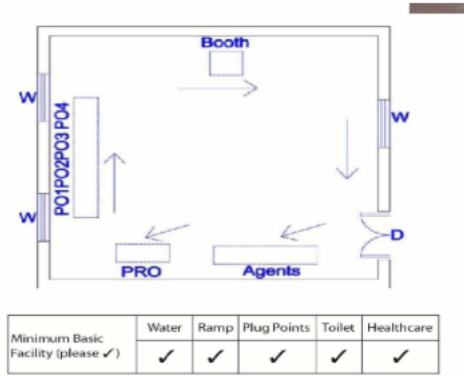 Booth
W
W
PO1PO2PO3 PO4
W
D
PRO
Agents
Minimum Basic Facility (please ✓)
Water Ramp Plug Points Toilet Healthcare
✓ ✓ ✓ ✓ ✓